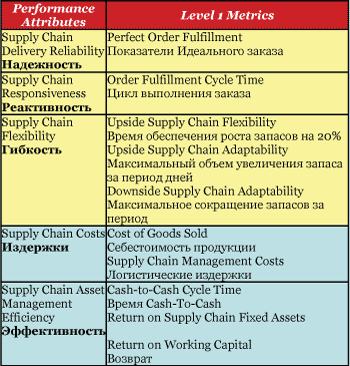 Performance
Attributes
Level 1 Metrics
Supply Chain
Delivery Reliability
Надежность
Perfect Order Fulfillment
Показатели Идеального заказа
Supply Chain
Responsiveness
Реактивность
Order Fulfillment Cycle Time
Цикл выполнения заказа
Supply Chain
Flexibility
Гибкость
Upside Supply Chain Flexibility
Время обеспечения роста запасов на 20%
Upside Supply Chain Adaptability
Максимальный объем увеличения запаса
за период дней
Downside Supply Chain Adaptability
Максимальное сокращение запасов за
период
Supply Chain Costs
Издержки
Cost of Goods Sold
Себестоимость продукции
Supply Chain Management Costs
Логистические издержки
Supply Chain Asset
Management
Efficiency
Эффективность
Cash-to-Cash Cycle Time
Время Cash-To-Cash
Return on Supply Chain Fixed Assets
Return on Working Capital
Возврат